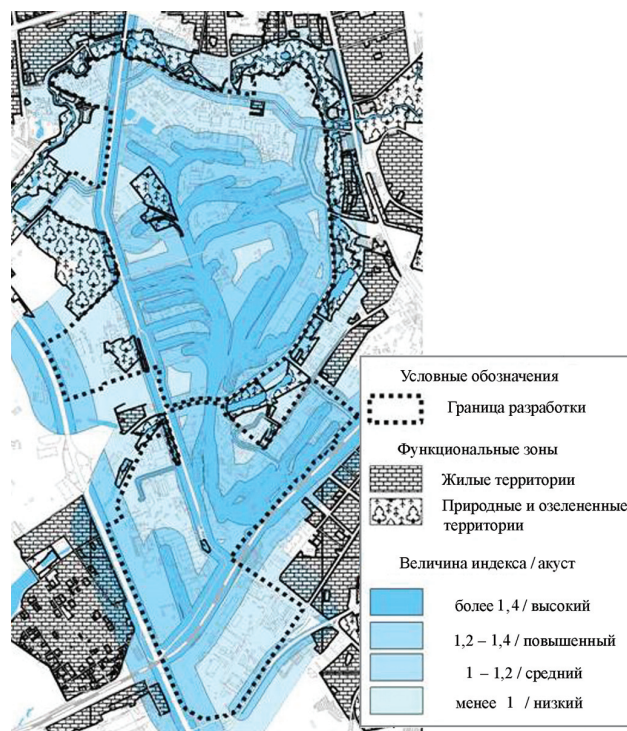 Условные обозначения
Граница разработки
Функциональные зоны
Жилые территории
Природные и озелененные
территории
Величина индекса / акуст
более 1,4 / высокий
1,2 – 1,4 / повышенный
1 – 1,2 / средний
менее 1 / низкий